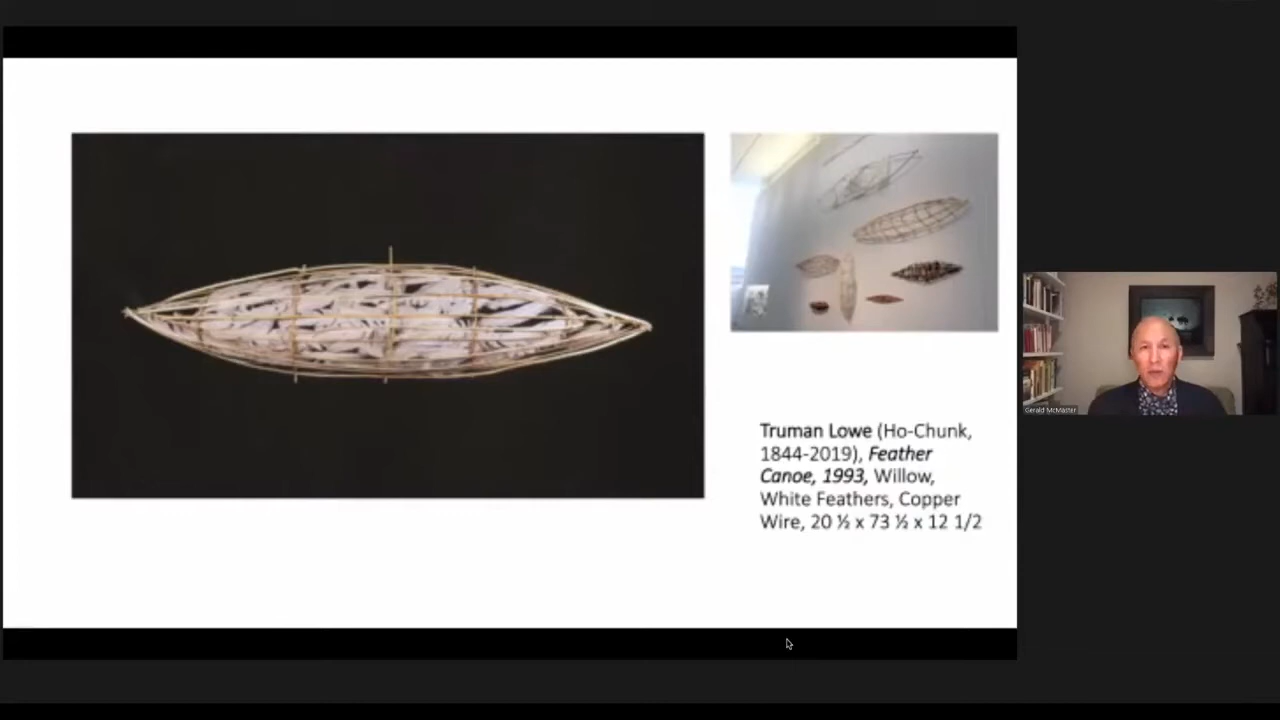 Truman Lowe (Ho-Chunk,
1844-2019), Feather
Canoe, 1993, Willow,
White Feathers, Copper
Wire, 20 ½ x 73 ½ x 12 1/2
Gerald McMaster